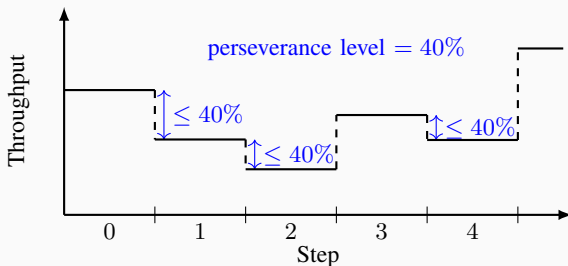 perseverance level = 40%
Throughput
≤ 40%
≤ 40%
≤ 40%
0 1 2 3 4
Step